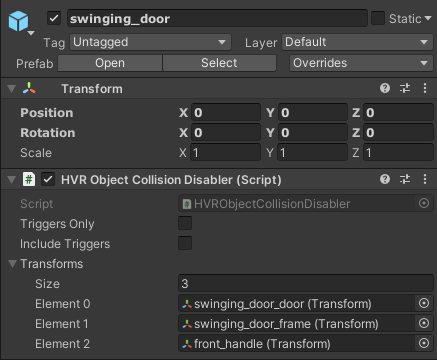 swinging_door
Static
Tag Untagged Layer Default
Prefab Open Select Overrides
Transform
Position X 0 Y 0 Z 0
Rotation X 0 Y 0 Z 0
Scale X 1 Y 1 Z 1
# HVR Object Collision Disabler (Script)
Script # HVRObjectCollisionDisabler
Triggers Only
Include Triggers
Transforms
Size 3
Element 0 swinging_door_door (Transform)
Element 1 swinging_door_frame (Transform)
Element 2 front_handle (Transform)